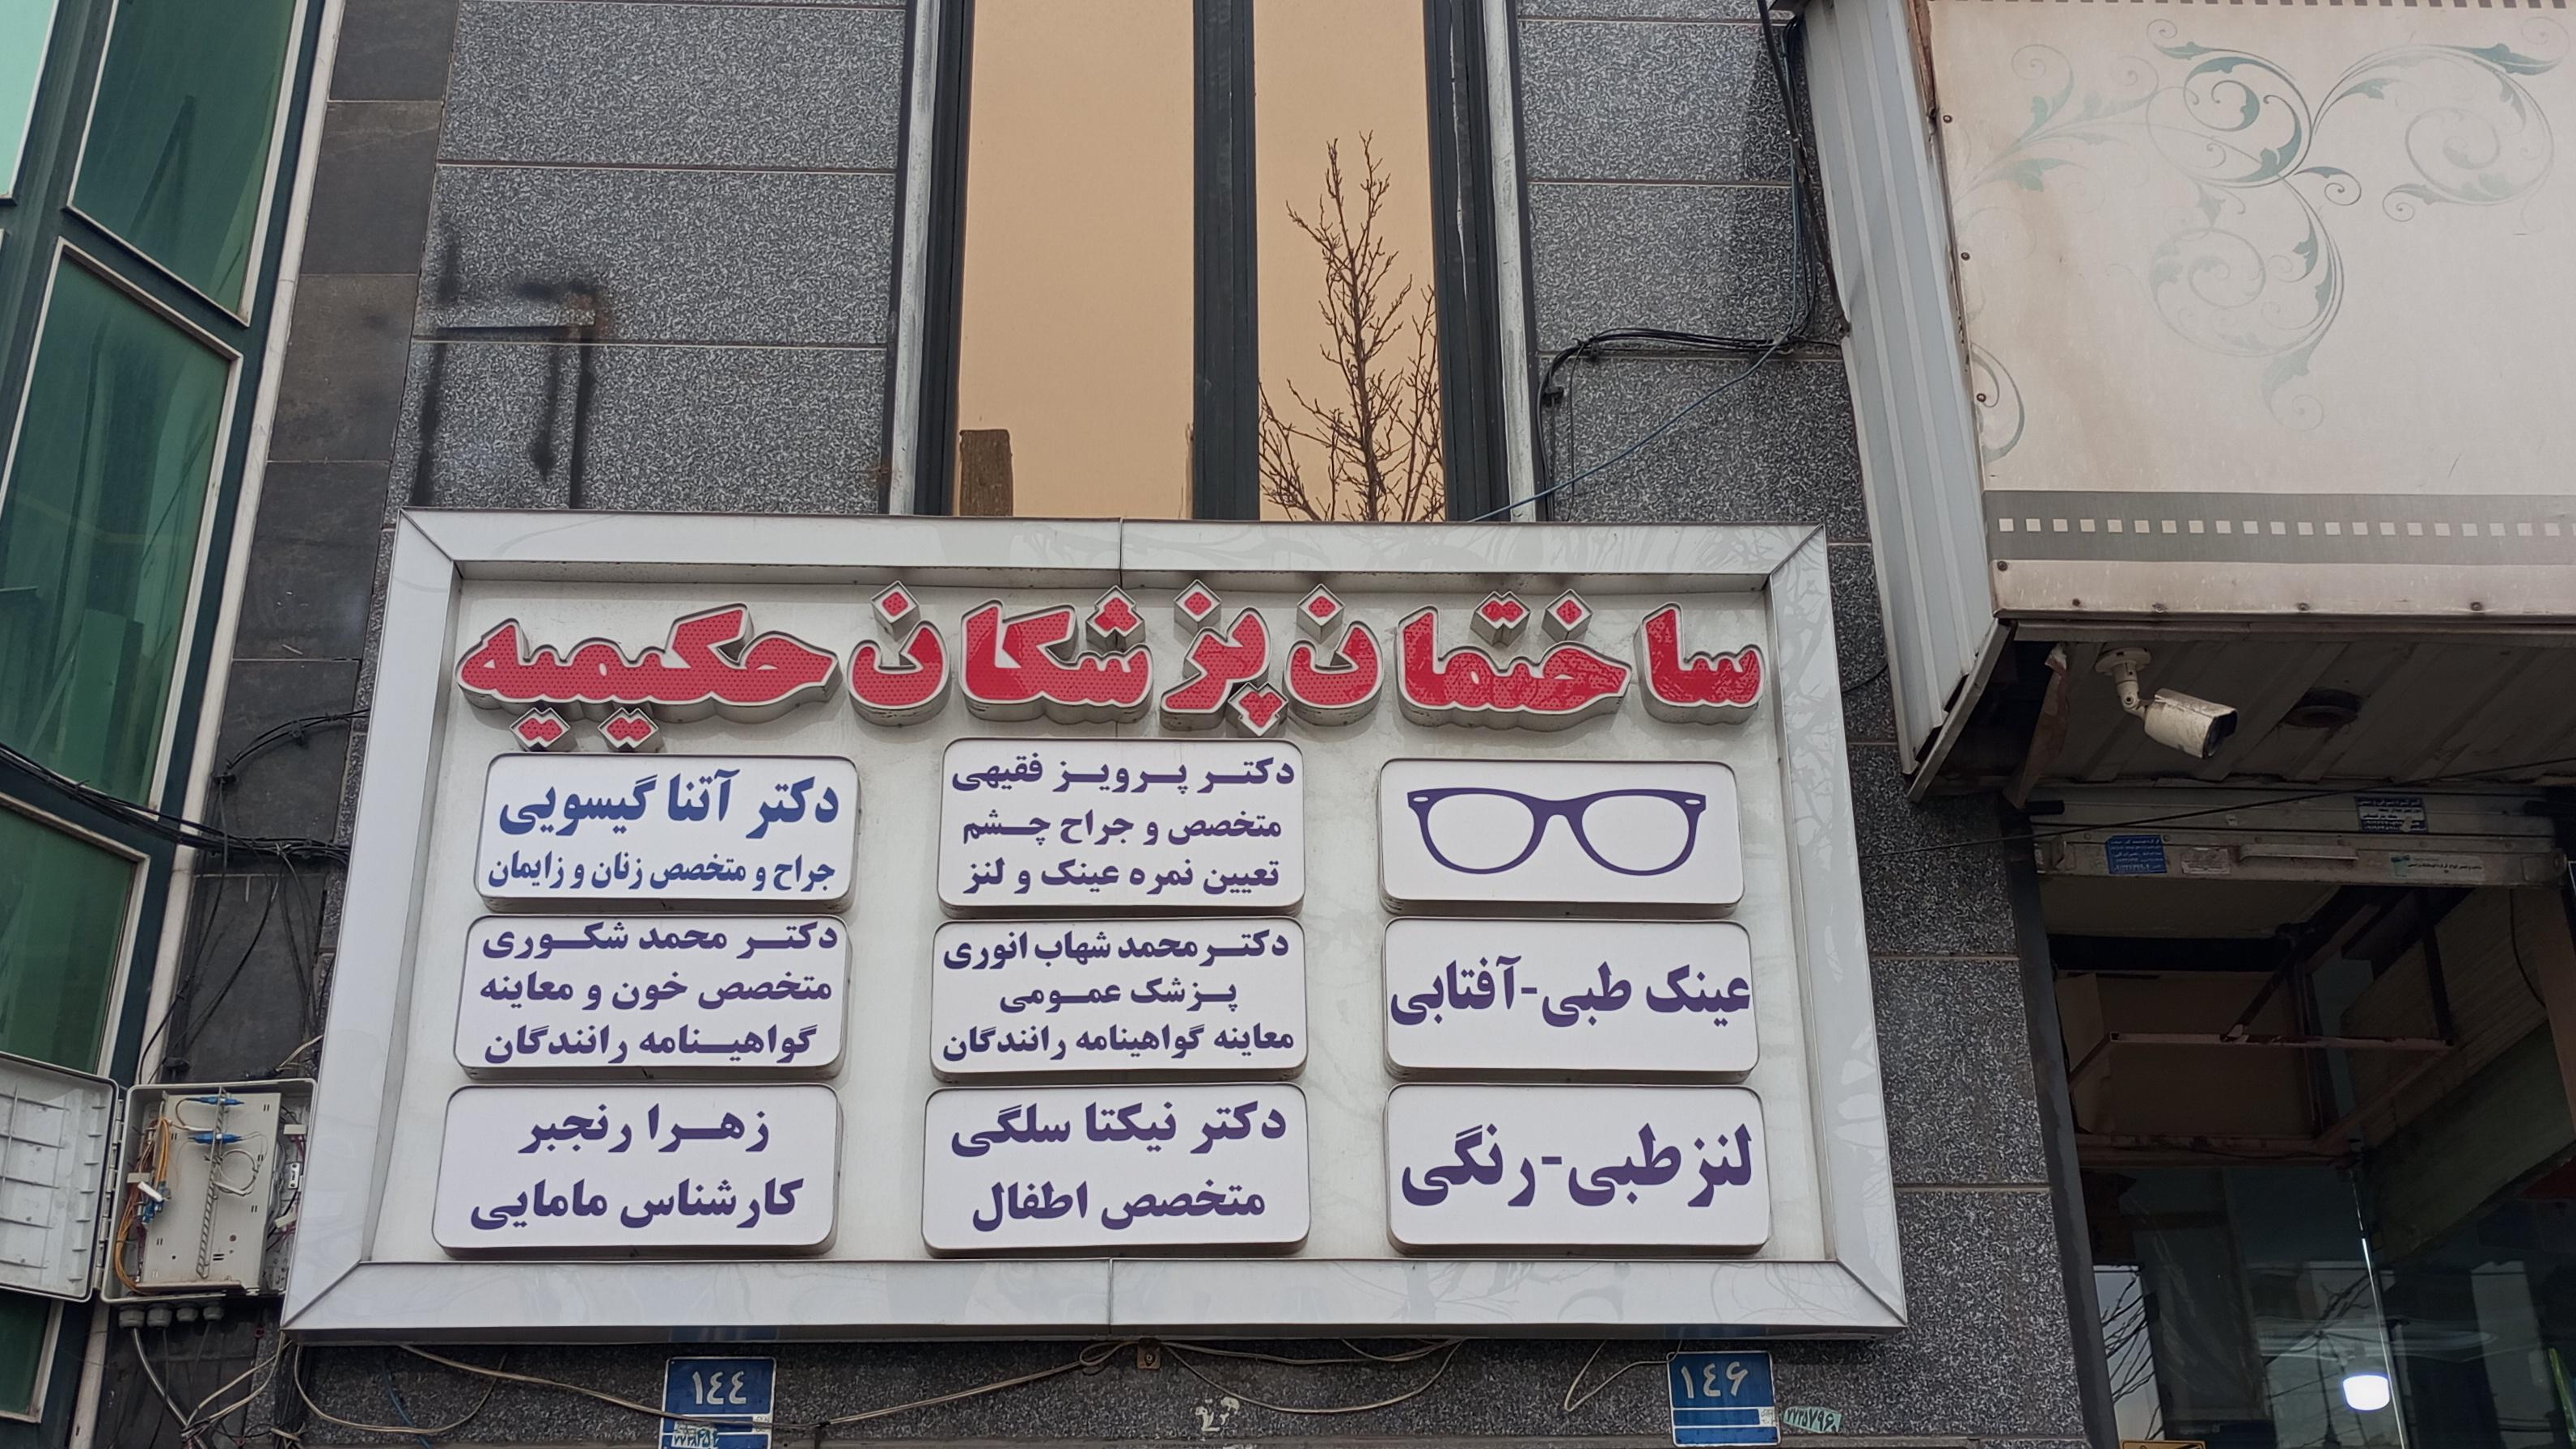 ساختمان پزشکان حکیمیه
عینک طبی-آفتابی
لنز طبی-رنگی
دکتر پرویز فقیهی
متخصص و جراح چشم
تعیین نمره عینک و لنز
دکتر محمد شهاب انوری
پزشک عمومی
معاینه گواهینامه رانندگان
دکتر نیکتا سلگی
متخصص اطفال
دکتر آتنا گیسویی
جراح و متخصص زنان و زایمان
دکتر محمد شکوری
متخصص خون و معاینه
گواهینامه رانندگان
زهرا رنجبر
کارشناس مامایی
۱۴۶
۱۴۴